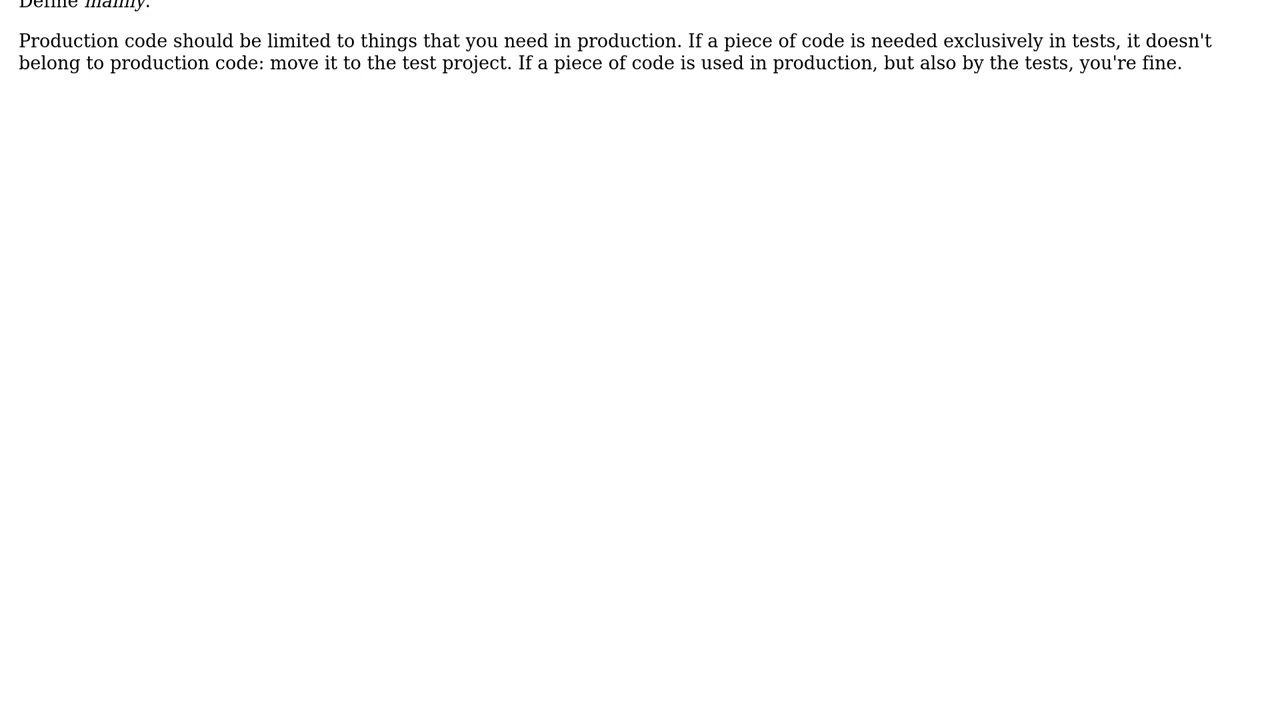 Define mainly.
Production code should be limited to things that you need in production. If a piece of code is needed exclusively in tests, it doesn't
belong to production code: move it to the test project. If a piece of code is used in production, but also by the tests, you're fine.